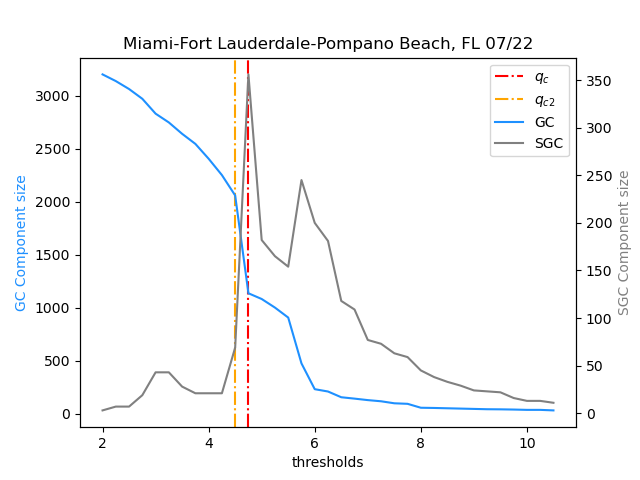 Miami-Fort Lauderdale-Pompano Beach, FL 07/22
GC Component size
3000
2500
2000
1500
1000
500
0
q_c
q_c2
GC
SGC
350
300
250
200
150
100
50
0
SGC Component size
2 4 6 8 10
thresholds